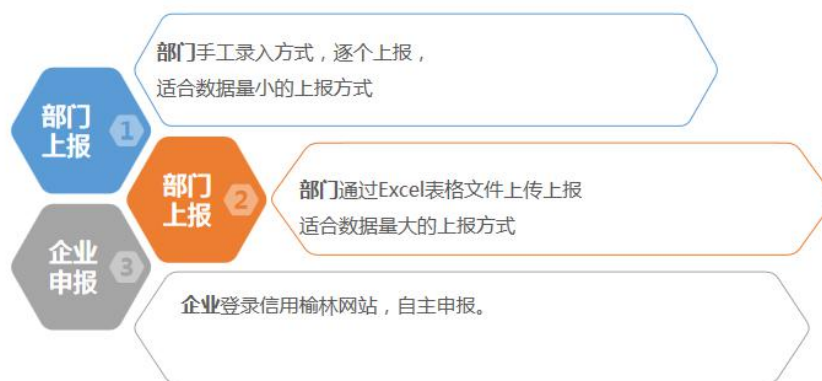 部门手工录入方式，逐个上报，
适合数据量小的上报方式
部门
上报
1
部门
上报
2
部门通过Excel表格文件上传上报
适合数据量大的上报方式
企业
申报
3
企业登录信用榆林网站，自主申报。